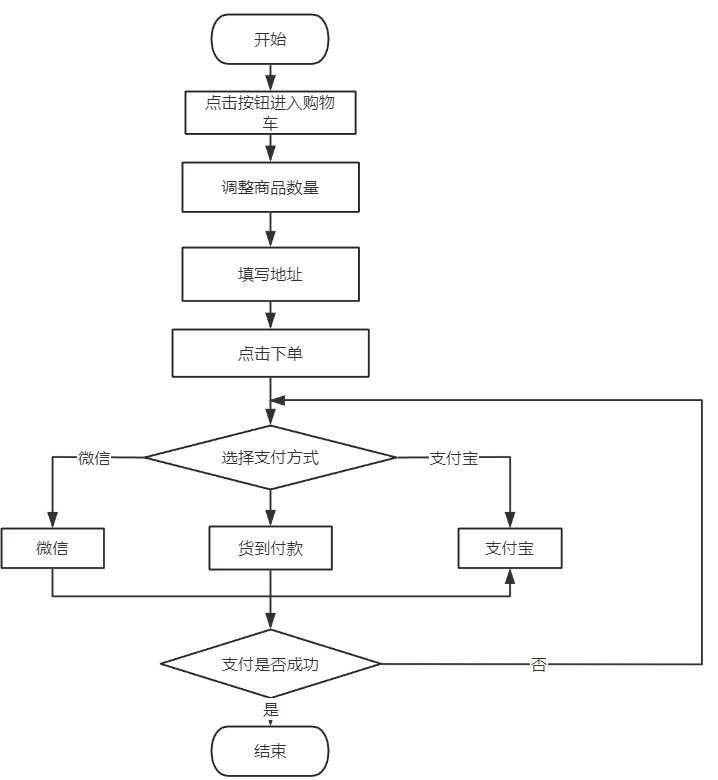 开始
点击按钮进入购物
车
调整商品数量
填写地址
点击下单
微信
选择支付方式
支付宝
微信
货到付款
支付宝
支付是否成功
否
是
结束